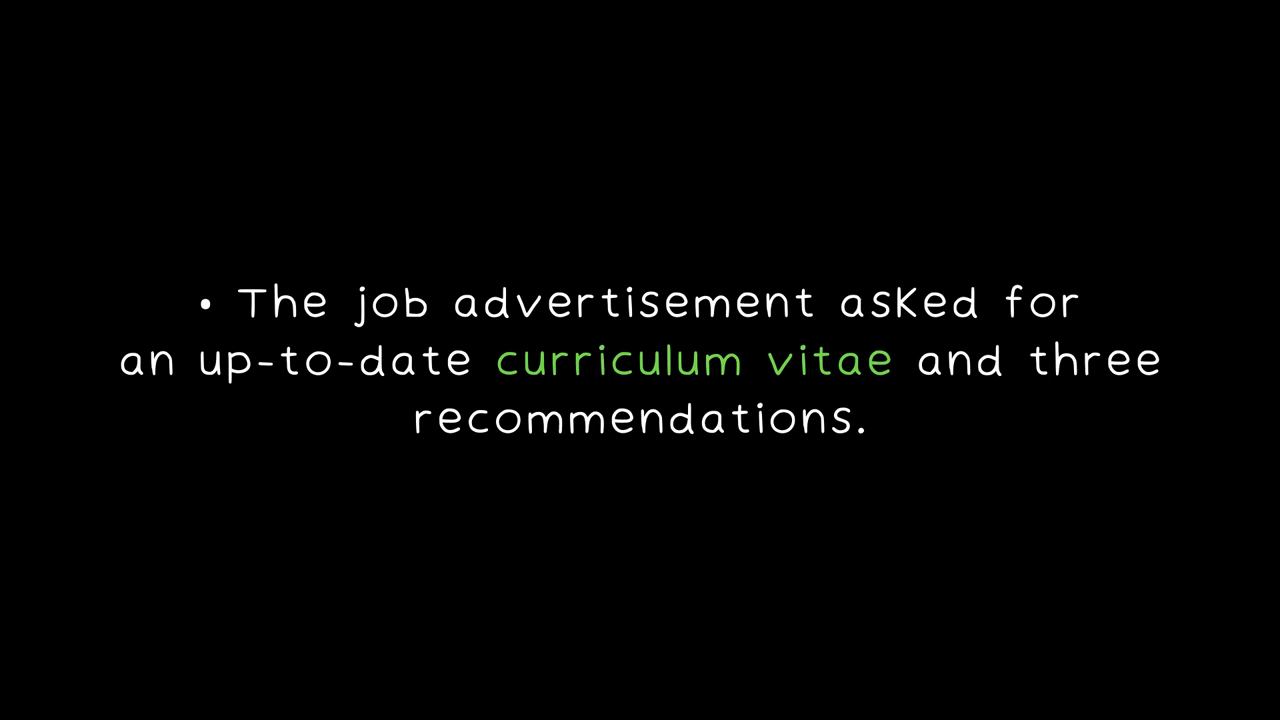 • The job advertisement asked for
an up-to-date curriculum vitae and three
recommendations.